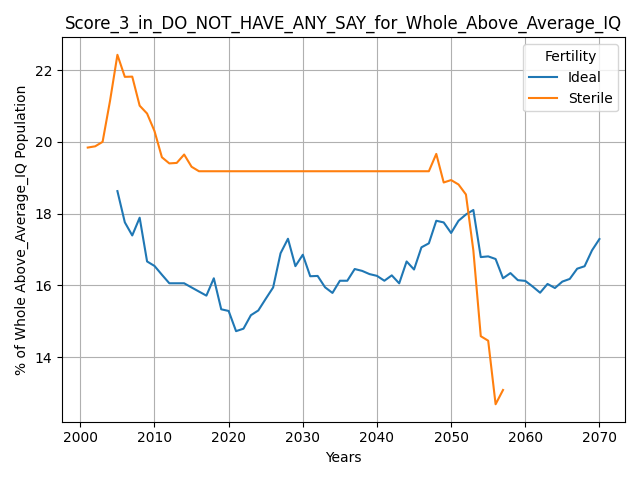 Score_3_in_DO_NOT_HAVE_ANY_SAY_for_Whole_Above_Average_IQ
Fertility
Ideal
Sterile
% of Whole Above_Average_IQ Population
22
20
18
16
14
2000 2010 2020 2030 2040 2050 2060 2070
Years